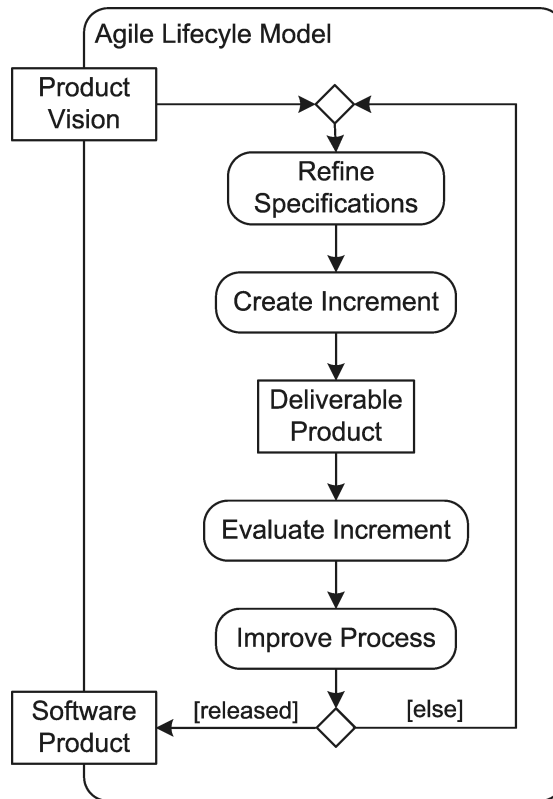 Agile Lifecyle Model
Product
Vision
Refine
Specifications
Create Increment
Deliverable
Product
Evaluate Increment
Improve Process
Software
Product
[released]
[else]